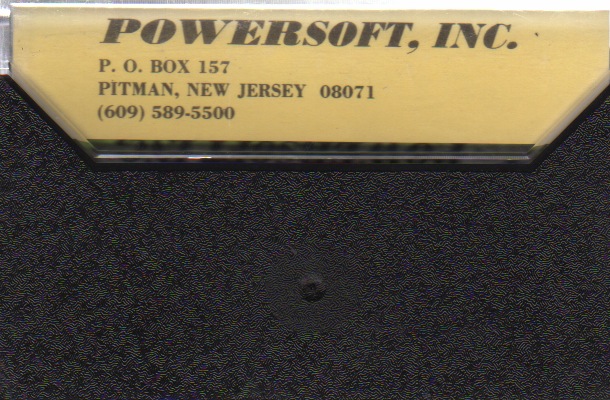 POWERSOFT, INC.
P. O. BOX 157
PITMAN, NEW JERSEY 08071
(609) 589-5500